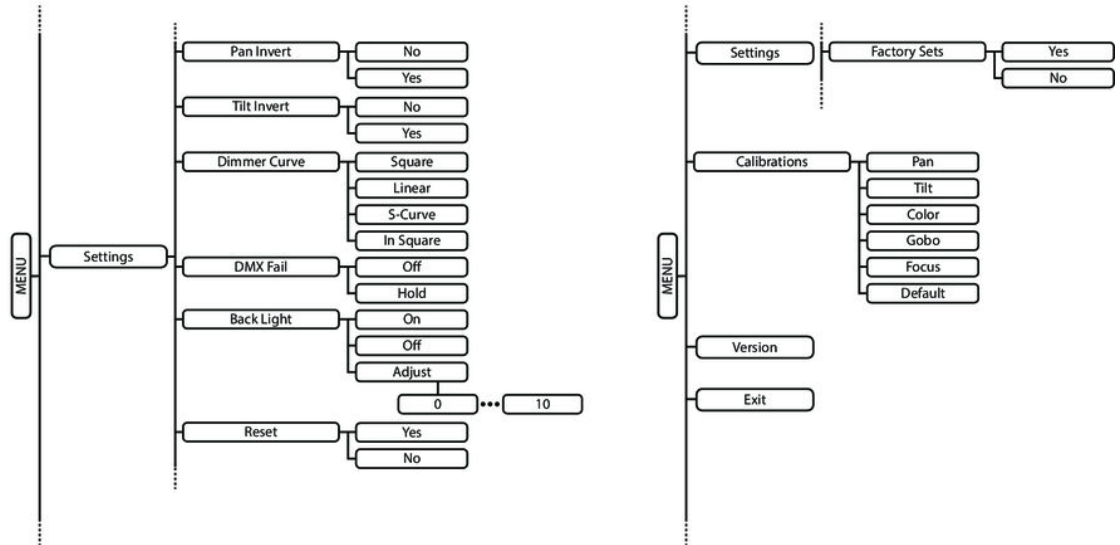 MENU
Settings
Pan Invert
No
Yes
Tilt Invert
No
Yes
Dimmer Curve
Square
Linear
S-Curve
In Square
DMX Fail
Off
Hold
Back Light
On
Off
Adjust
0 ••• 10
Reset
Yes
No
MENU
Settings
Factory Sets
Yes
No
Calibrations
Pan
Tilt
Color
Gobo
Focus
Default
Version
Exit